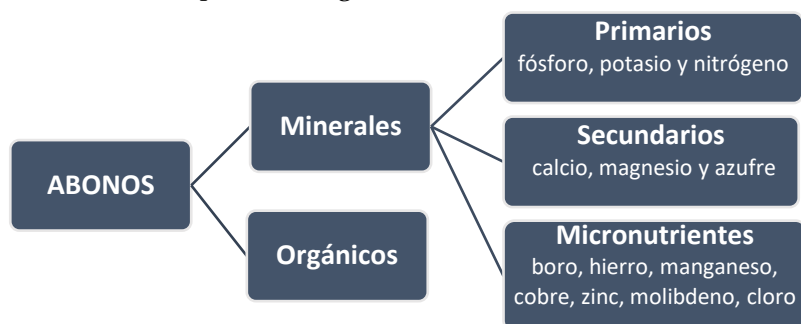 ABONOS
Minerales
Orgánicos
Primarios
fósforo, potasio y nitrógeno
Secundarios
calcio, magnesio y azufre
Micronutrientes
boro, hierro, manganeso,
cobre, zinc, molibdeno, cloro